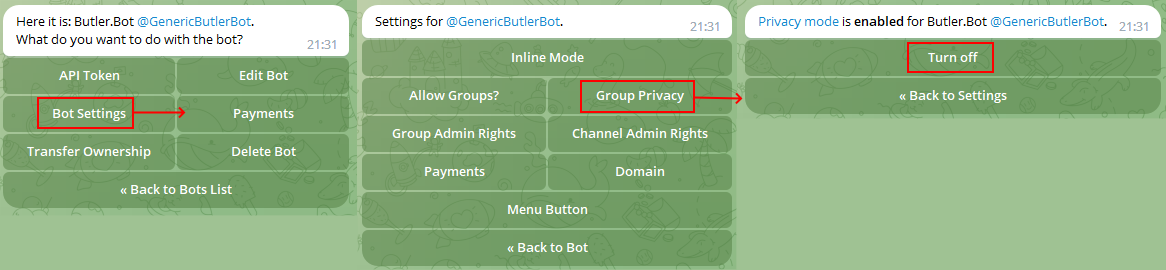 Here it is: Butler.Bot @GenericButlerBot.
What do you want to do with the bot?
21:31
API Token
Edit Bot
Bot Settings
Payments
Transfer Ownership
Delete Bot
« Back to Bots List
Settings for @GenericButlerBot.
21:31
Inline Mode
Allow Groups?
Group Privacy
Group Admin Rights
Channel Admin Rights
Payments
Domain
Menu Button
« Back to Bot
Privacy mode is enabled for Butler.Bot @GenericButlerBot.
21:31
Turn off
« Back to Settings